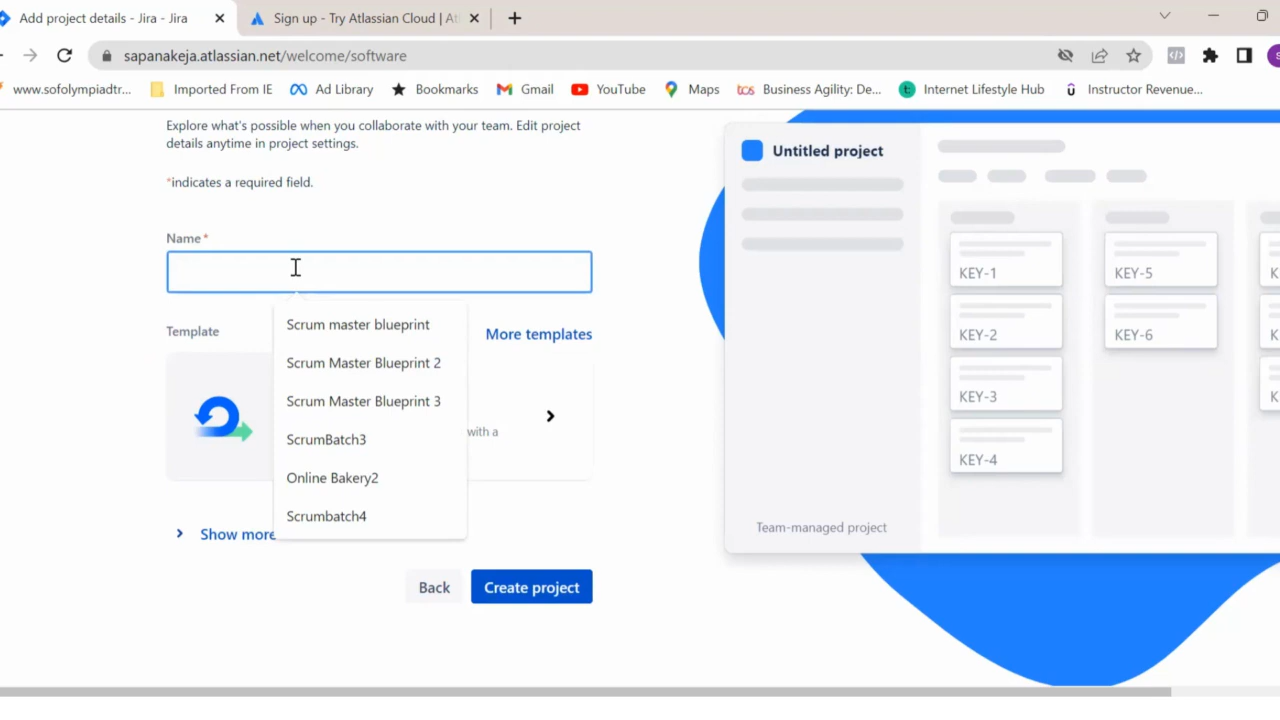 Add project details - Jira - Jira
Sign up - Try Atlassian Cloud | Atl
sapanakeja.atlassian.net/welcome/software
www.sofolympiadtr...
Imported From IE
Ad Library
Bookmarks
Gmail
YouTube
Maps
tcs Business Agility: De...
Internet Lifestyle Hub
Instructor Revenue...
Explore what's possible when you collaborate with your team. Edit project
details anytime in project settings.
*indicates a required field.
Name*
Template
More templates
Scrum master blueprint
Scrum Master Blueprint 2
Scrum Master Blueprint 3
ScrumBatch3
Online Bakery2
Scrumbatch4
with a
Show more
Back
Create project
Untitled project
KEY-1
KEY-2
KEY-3
KEY-4
KEY-5
KEY-6
K
K
K
Team-managed project